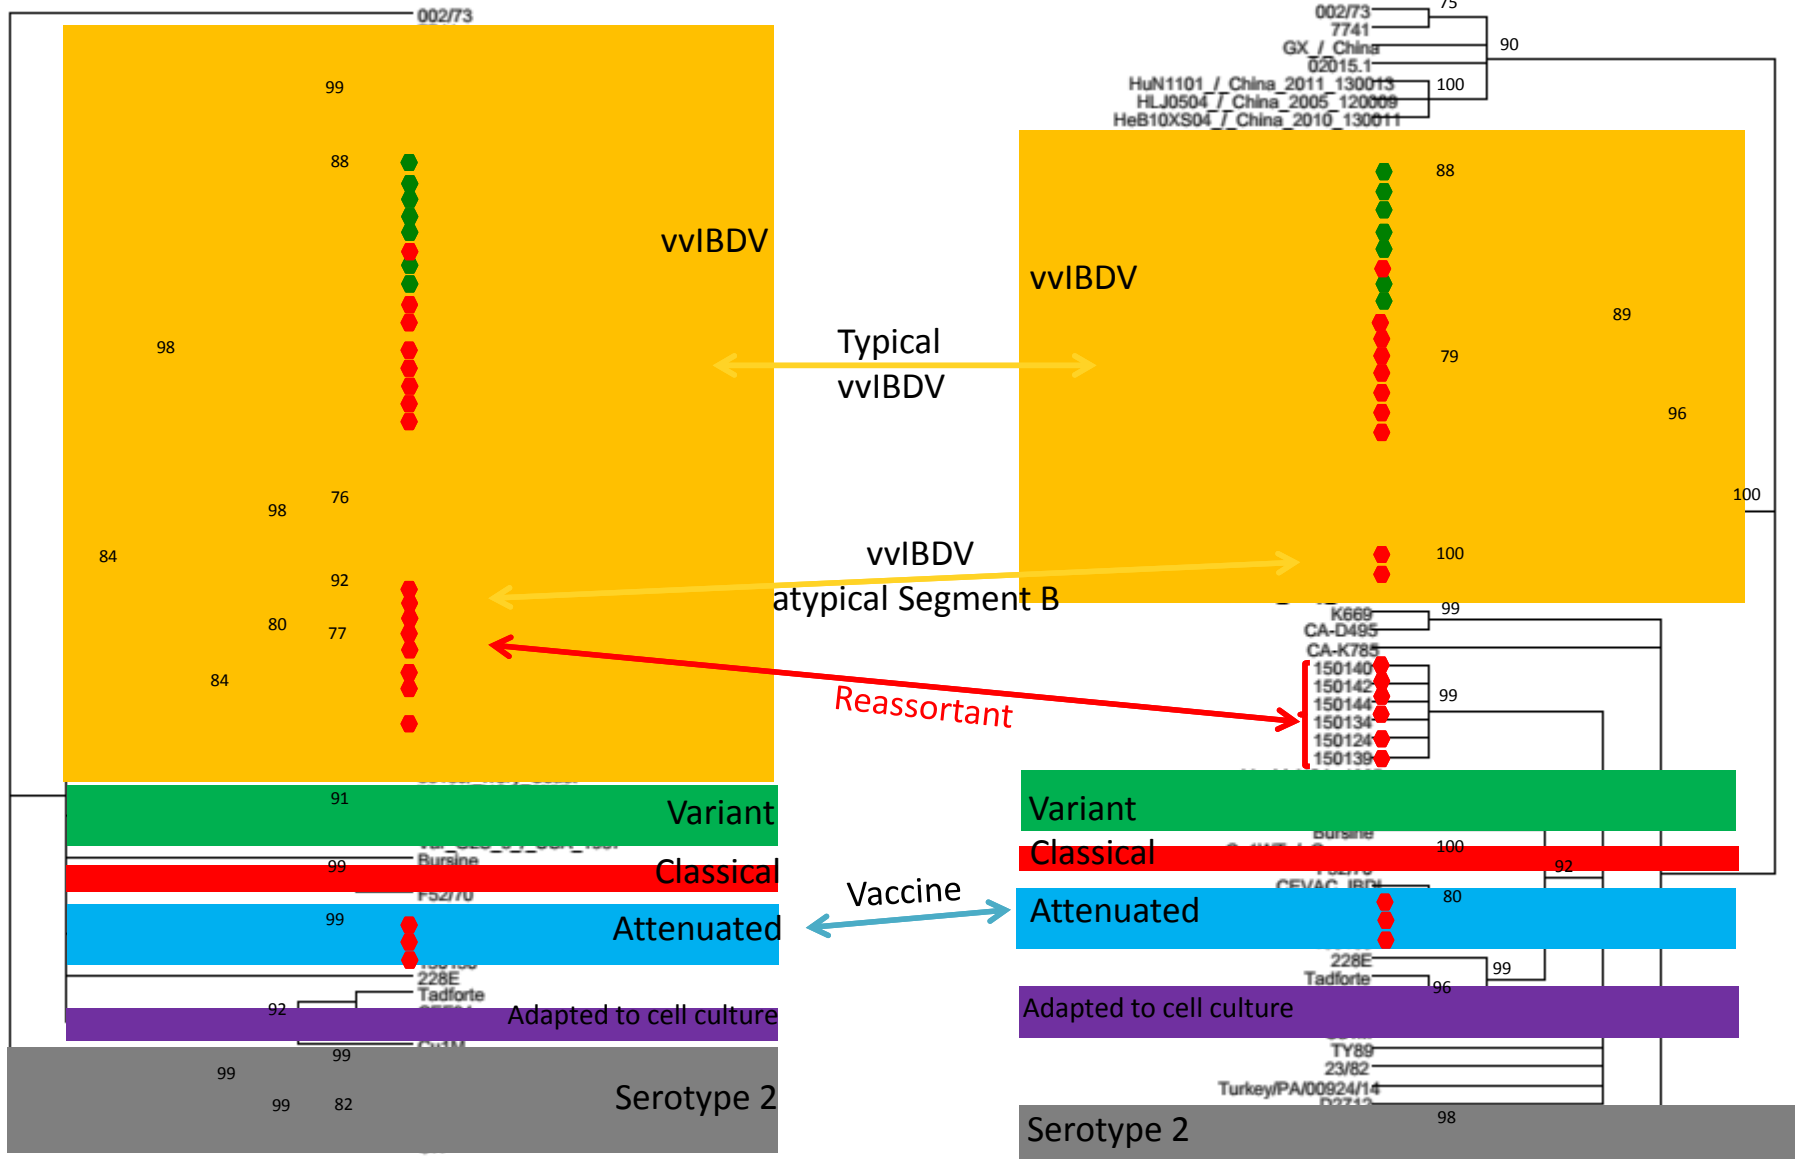 002/73
99
88
vvIBDV
98
76
98
84
92
80
77
84
91
Variant
Bursine
99
Classical
F52/70
99
Attenuated
228E
Tadforte
92
Adapted to cell culture
Cu1M
99
99
99
82
Serotype 2
Typical
vvIBDV
vvIBDV
atypical Segment B
Reassortant
Vaccine
75
002/73
7741
GX_/_China
90
02015.1
HuN1101_/_China_2011_130013
100
HLJ0504_/_China_2005_120009
HeB10XS04_/_China_2010_130011
88
vvIBDV
89
79
96
100
100
K669
99
CA-D495
CA-K785
150140
150142
99
150144
150134
150124
150139
Variant
Bursine
100
Classical
92
CEVAC_IBDL
80
Attenuated
228E
99
Tadforte
96
Adapted to cell culture
TY89
23/82
Turkey/PA/00924/14
98
Serotype 2